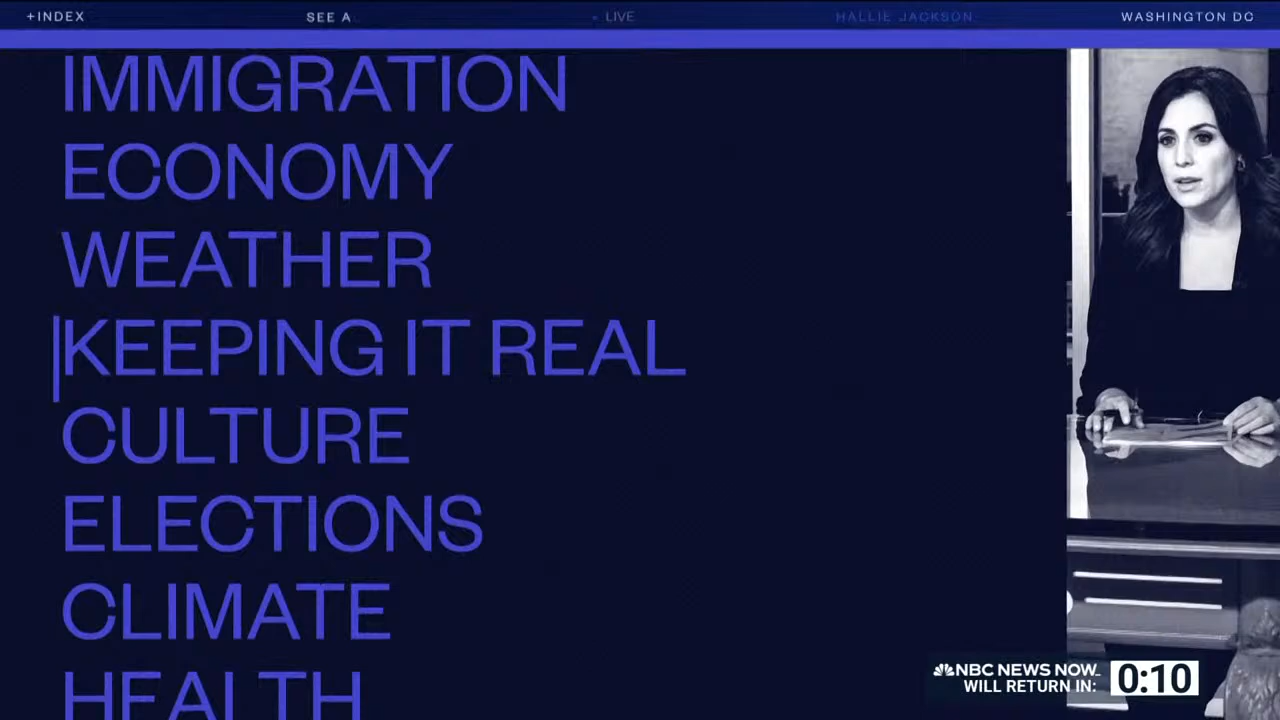 +INDEX
SEE A
LIVE
HALLIE JACKSON
WASHINGTON DC
IMMIGRATION
ECONOMY
WEATHER
KEEPING IT REAL
CULTURE
ELECTIONS
CLIMATE
HEALTH
NBC NEWS NOW
WILL RETURN IN:
0:10